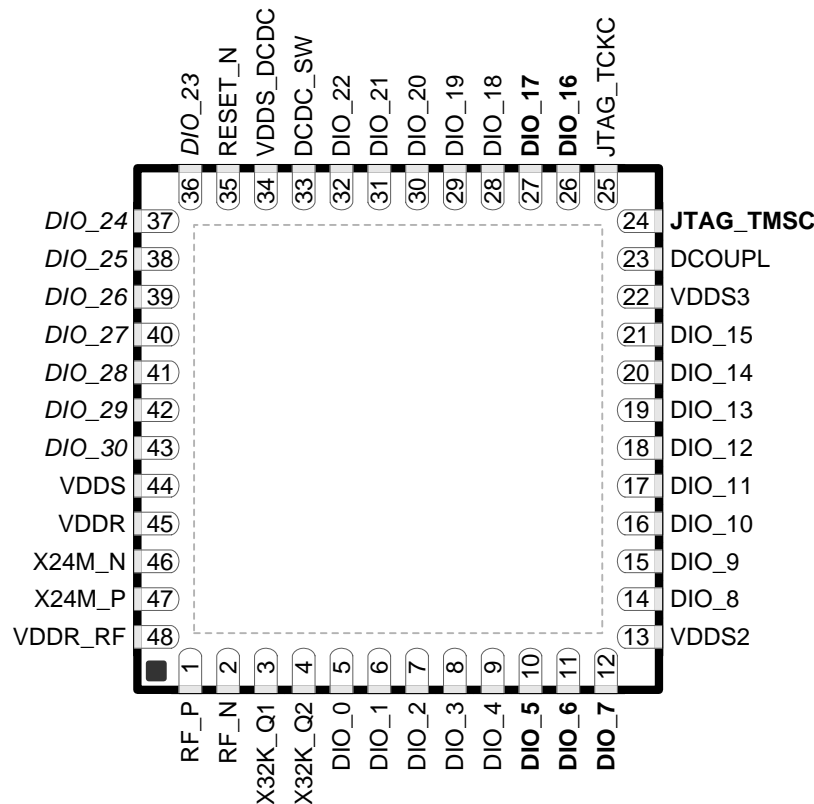 DIO_23
RESET_N
VDDS_DCDC
DCDC_SW
DIO_22
DIO_21
DIO_20
DIO_19
DIO_18
DIO_17
DIO_16
JTAG_TCKC
36
35
34
33
32
31
30
29
28
27
26
25
DIO_24 37
DIO_25 38
DIO_26 39
DIO_27 40
DIO_28 41
DIO_29 42
DIO_30 43
VDDS 44
VDDR 45
X24M_N 46
X24M_P 47
VDDR_RF 48
24 JTAG_TMSC
23 DCOUPL
22 VDDS3
21 DIO_15
20 DIO_14
19 DIO_13
18 DIO_12
17 DIO_11
16 DIO_10
15 DIO_9
14 DIO_8
13 VDDS2
1
2
3
4
5
6
7
8
9
10
11
12
RF_P
RF_N
X32K_Q1
X32K_Q2
DIO_0
DIO_1
DIO_2
DIO_3
DIO_4
DIO_5
DIO_6
DIO_7